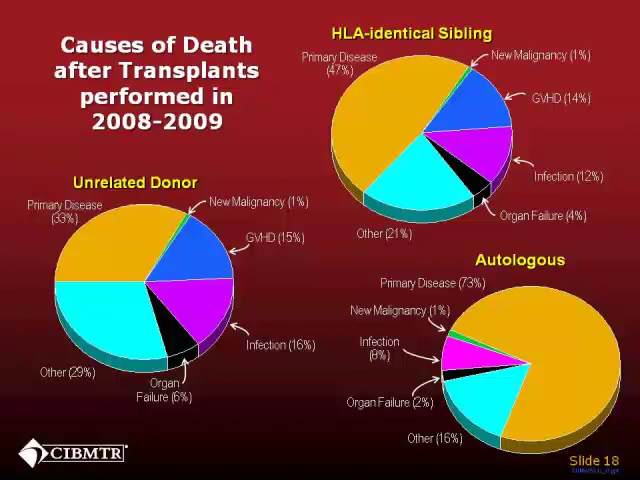 Causes of Death
after Transplants
performed in
2008-2009
HLA-identical Sibling
Primary Disease
(47%)
New Malignancy (1%)
GVHD (14%)
Infection (12%)
Organ Failure (4%)
Other (21%)
Unrelated Donor
Primary Disease
(33%)
New Malignancy (1%)
GVHD (15%)
Infection (16%)
Organ
Failure (6%)
Other (29%)
Autologous
Primary Disease (73%)
New Malignancy (1%)
Infection
(8%)
Organ Failure (2%)
Other (16%)
CIBMTR®
Slide 18